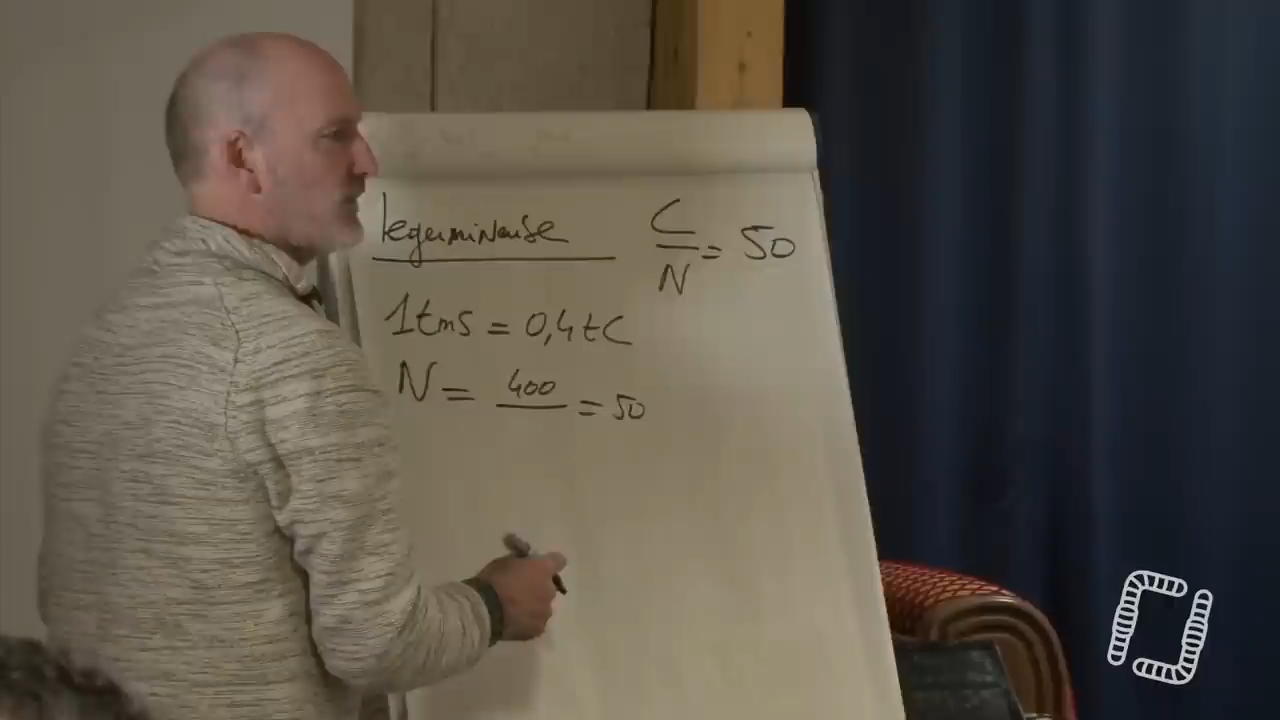 legumineuse
C/N = 50
1tms = 0,4tC
N = 400/ = 50